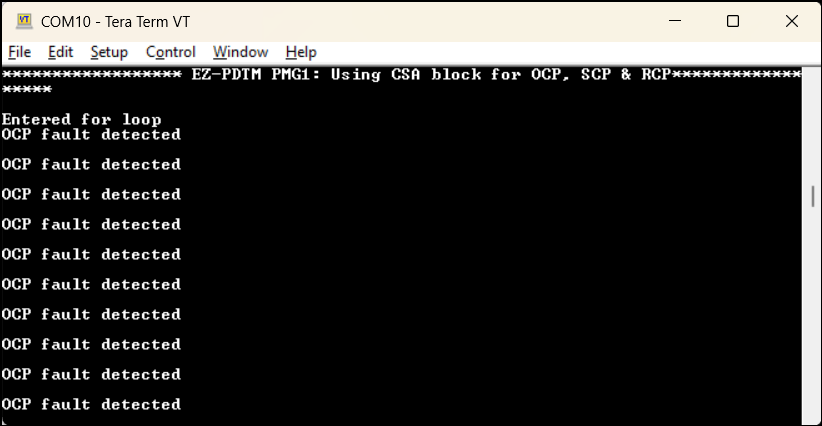 VT
COM10 - Tera Term VT
File Edit Setup Control Window Help
****************** EZ-PDTM PMG1: Using CSA block for OCP, SCP & RCP*************
*****
Entered for loop
OCP fault detected
OCP fault detected
OCP fault detected
OCP fault detected
OCP fault detected
OCP fault detected
OCP fault detected
OCP fault detected
OCP fault detected
OCP fault detected